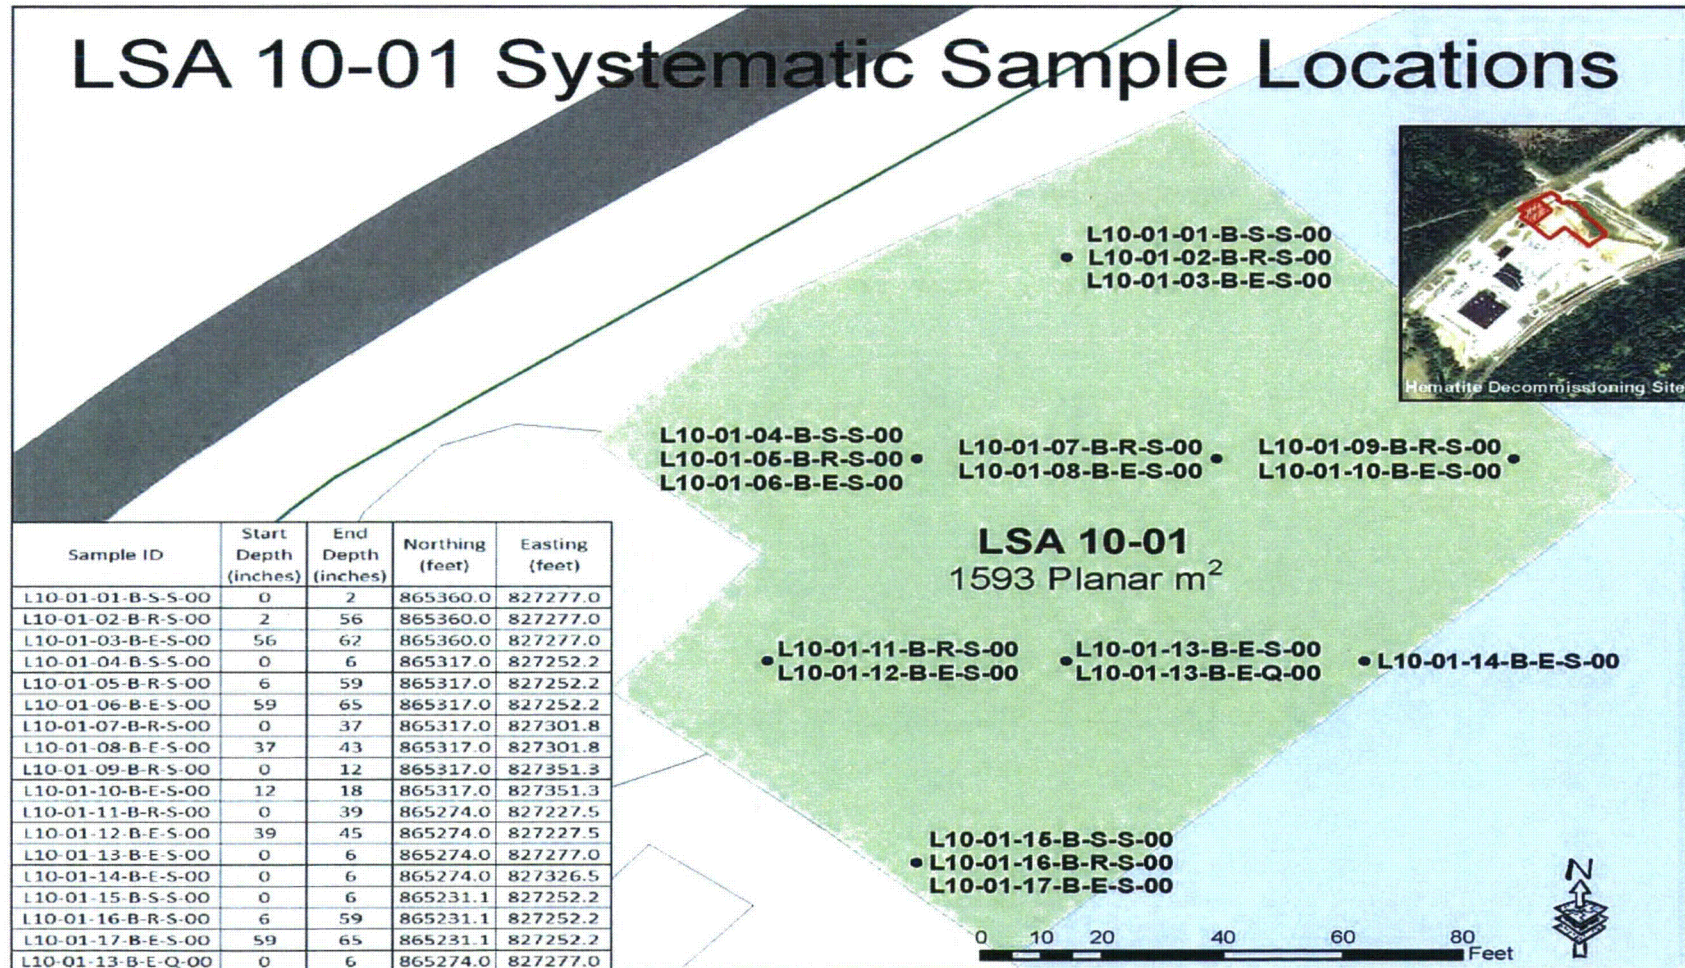 LSA 10-01 Systematic Sample Locations
L10-01-01-B-S-S-00
L10-01-02-B-R-S-00
L10-01-03-B-E-S-00
Hematite Decommissioning Site
L10-01-04-B-S-S-00
L10-01-05-B-R-S-00
L10-01-06-B-E-S-00
L10-01-07-B-R-S-00
L10-01-08-B-E-S-00
L10-01-09-B-R-S-00
L10-01-10-B-E-S-00
LSA 10-01
1593 Planar m²
L10-01-11-B-R-S-00
L10-01-12-B-E-S-00
L10-01-13-B-E-S-00
L10-01-13-B-E-Q-00
L10-01-14-B-E-S-00
L10-01-15-B-S-S-00
L10-01-16-B-R-S-00
L10-01-17-B-E-S-00
Sample ID Start Depth (inches) End Depth (inches) Northing (feet) Easting (feet)
L10-01-01-B-S-S-00 0 2 865360.0 827277.0
L10-01-02-B-R-S-00 2 56 865360.0 827277.0
L10-01-03-B-E-S-00 56 62 865360.0 827277.0
L10-01-04-B-S-S-00 0 6 865317.0 827252.2
L10-01-05-B-R-S-00 6 59 865317.0 827252.2
L10-01-06-B-E-S-00 59 65 865317.0 827252.2
L10-01-07-B-R-S-00 0 37 865317.0 827301.8
L10-01-08-B-E-S-00 37 43 865317.0 827301.8
L10-01-09-B-R-S-00 0 12 865317.0 827351.3
L10-01-10-B-E-S-00 12 18 865317.0 827351.3
L10-01-11-B-R-S-00 0 39 865274.0 827227.5
L10-01-12-B-E-S-00 39 45 865274.0 827227.5
L10-01-13-B-E-S-00 0 6 865274.0 827277.0
L10-01-14-B-E-S-00 0 6 865274.0 827326.5
L10-01-15-B-S-S-00 0 6 865231.1 827252.2
L10-01-16-B-R-S-00 6 59 865231.1 827252.2
L10-01-17-B-E-S-00 59 65 865231.1 827252.2
L10-01-13-B-E-Q-00 0 6 865274.0 827277.0
N
0 10 20 40 60 80
Feet